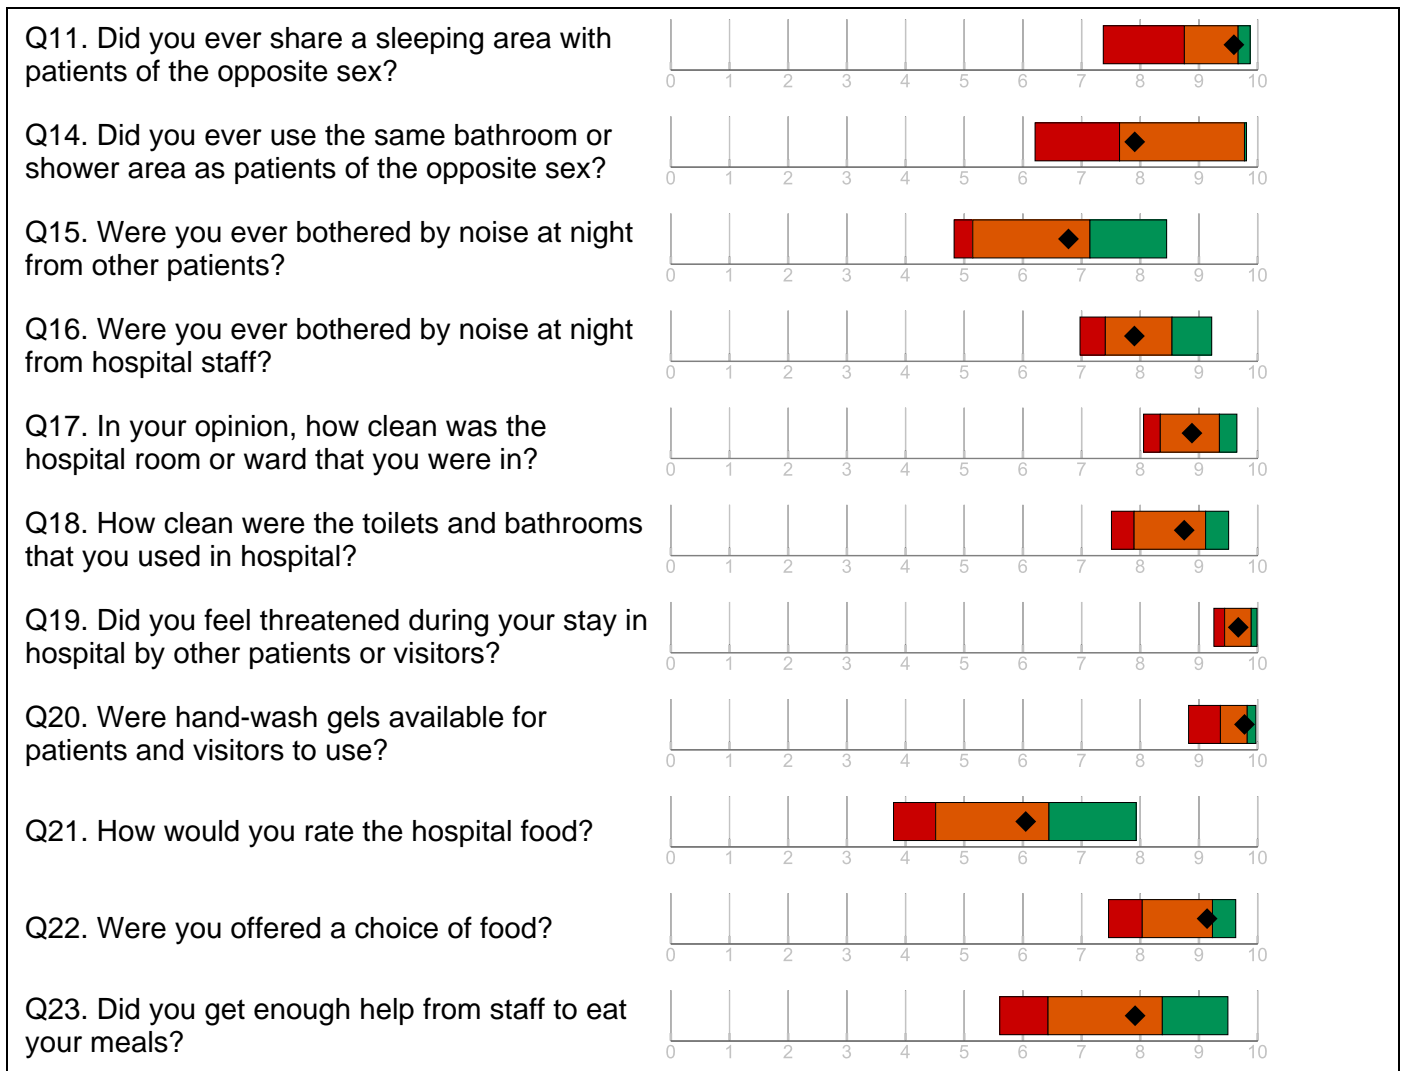 Q11. Did you ever share a sleeping area with
patients of the opposite sex?
0 1 2 3 4 5 6 7 8 9 10
Q14. Did you ever use the same bathroom or
shower area as patients of the opposite sex?
0 1 2 3 4 5 6 7 8 9 10
Q15. Were you ever bothered by noise at night
from other patients?
0 1 2 3 4 5 6 7 8 9 10
Q16. Were you ever bothered by noise at night
from hospital staff?
0 1 2 3 4 5 6 7 8 9 10
Q17. In your opinion, how clean was the
hospital room or ward that you were in?
0 1 2 3 4 5 6 7 8 9 10
Q18. How clean were the toilets and bathrooms
that you used in hospital?
0 1 2 3 4 5 6 7 8 9 10
Q19. Did you feel threatened during your stay in
hospital by other patients or visitors?
0 1 2 3 4 5 6 7 8 9 10
Q20. Were hand-wash gels available for
patients and visitors to use?
0 1 2 3 4 5 6 7 8 9 10
Q21. How would you rate the hospital food?
0 1 2 3 4 5 6 7 8 9 10
Q22. Were you offered a choice of food?
0 1 2 3 4 5 6 7 8 9 10
Q23. Did you get enough help from staff to eat
your meals?
0 1 2 3 4 5 6 7 8 9 10